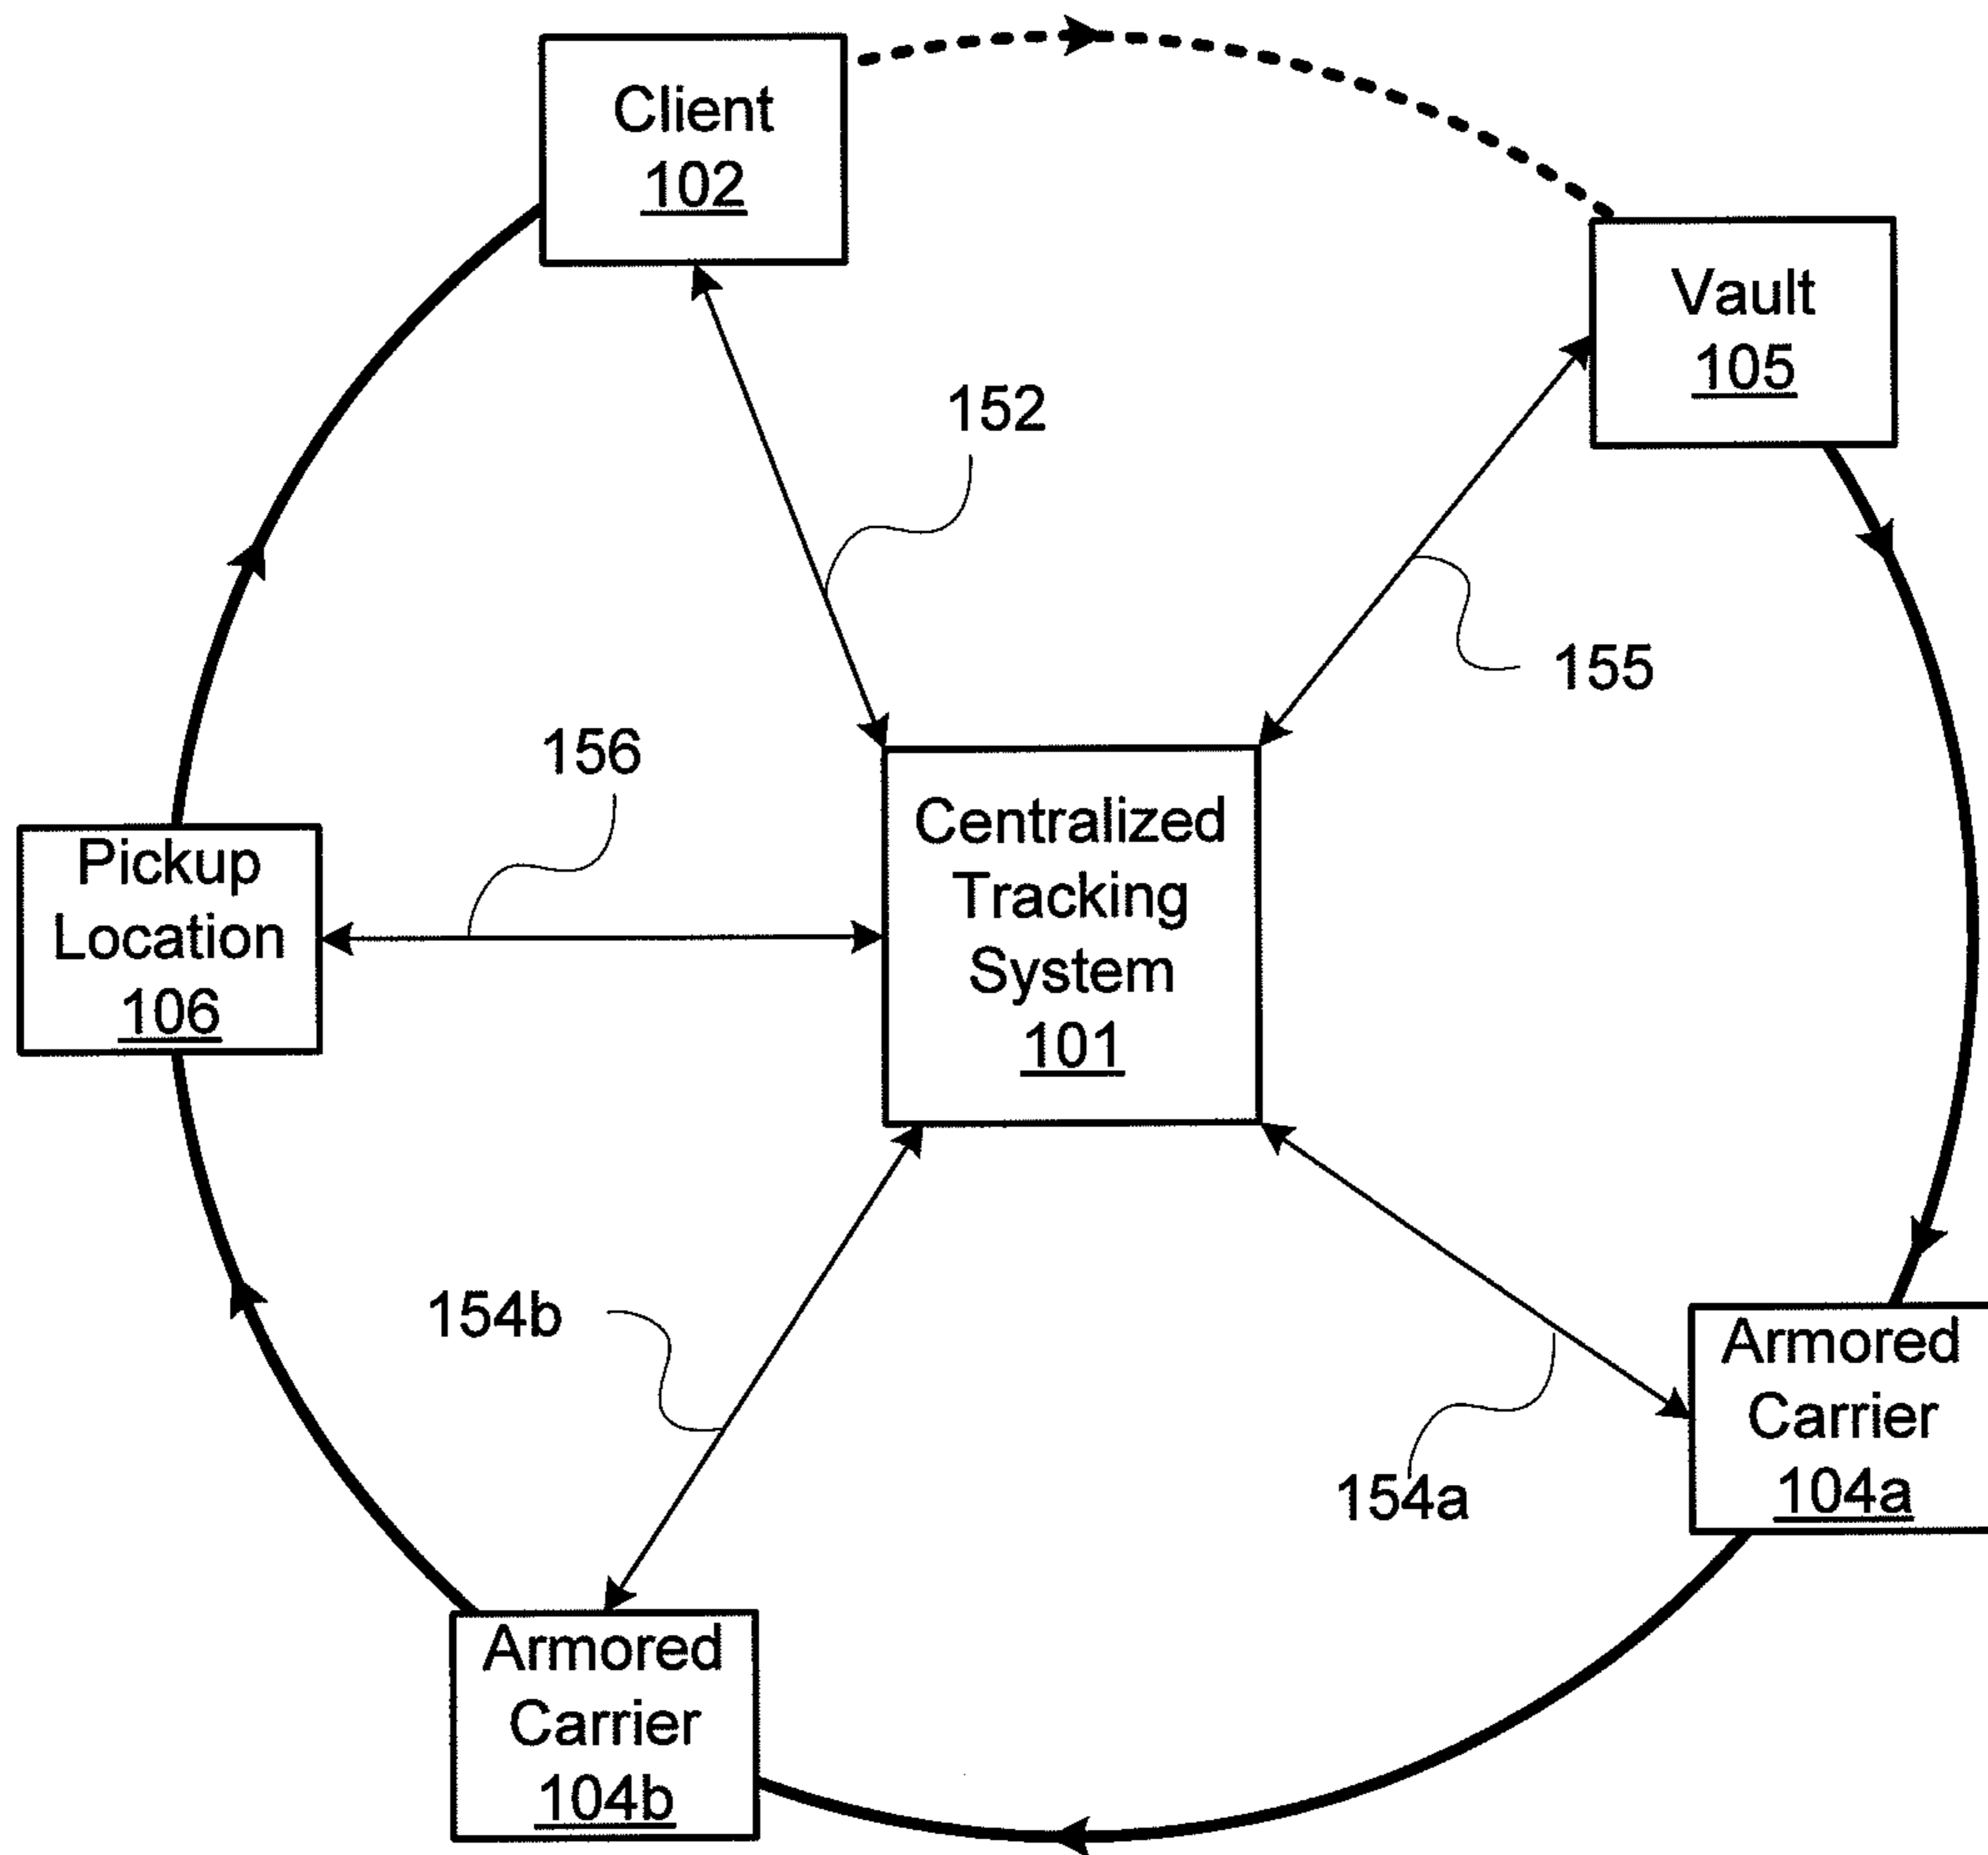 Client
102
Vault
105
152
155
156
Centralized
Tracking
System
101
Pickup
Location
106
154b
154a
Armored
Carrier
104a
Armored
Carrier
104b